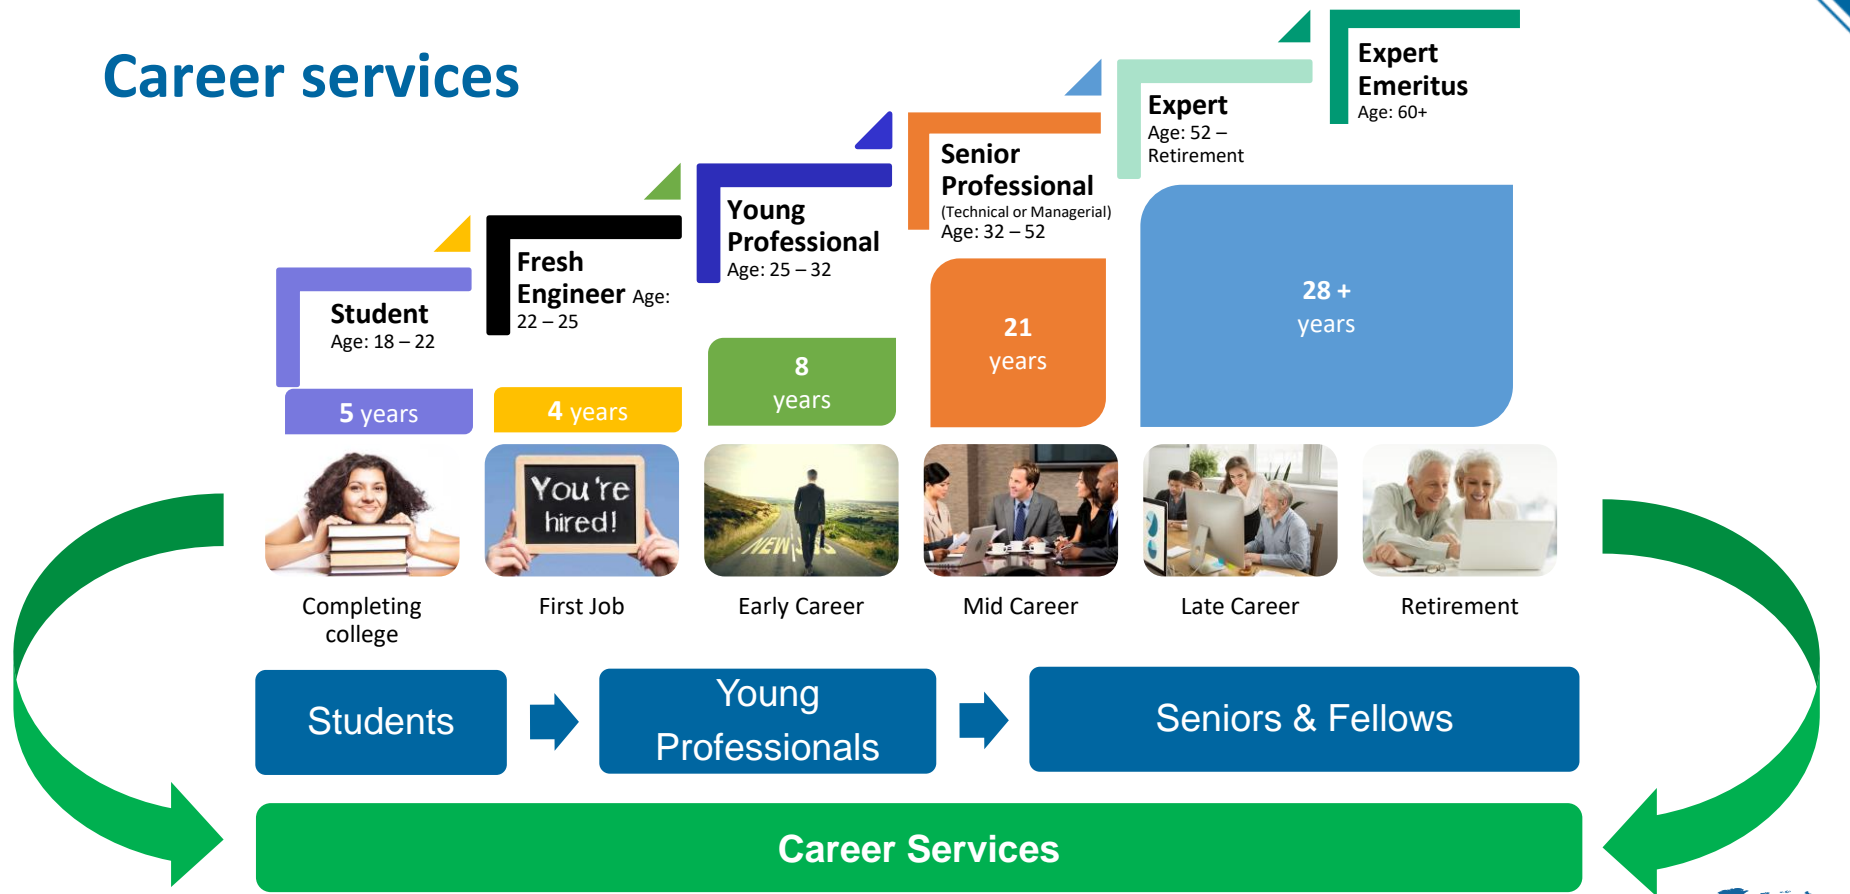 Career services
Expert
Emeritus
Age: 60+
Expert
Age: 52 –
Retirement
Senior
Professional
(Technical or Managerial)
Age: 32 – 52
Young
Professional
Age: 25 – 32
Fresh
Engineer Age:
22 – 25
Student
Age: 18 – 22
5 years
4 years
8
years
21
years
28 +
years
You're
hired!
Completing
college
First Job
Early Career
Mid Career
Late Career
Retirement
Students
Young
Professionals
Seniors & Fellows
Career Services